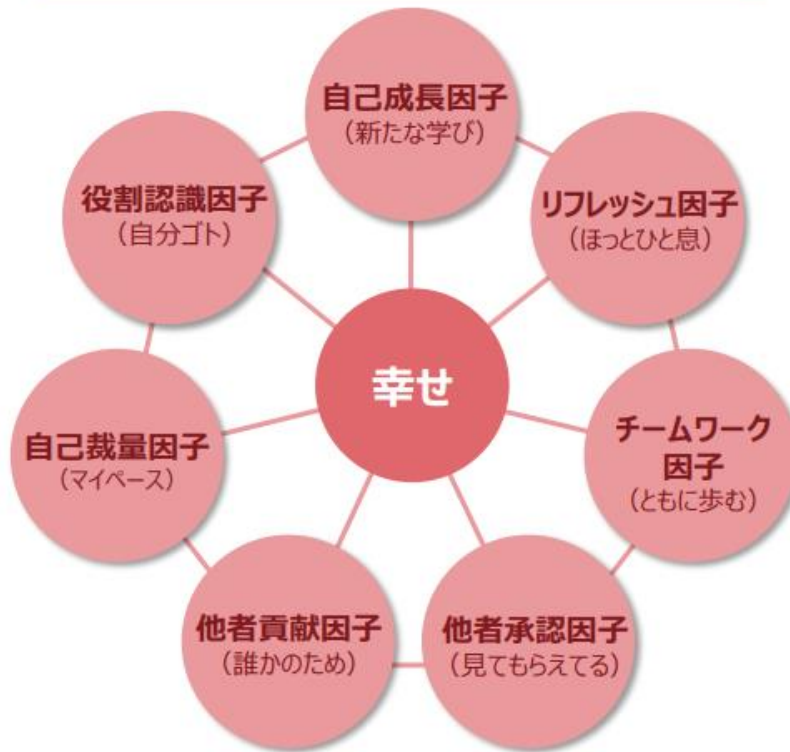 自己成長因子
（新たな学び）
リフレッシュ因子
（ほっとひと息）
チームワーク
因子
（ともに歩む）
他者承認因子
（見てもらえてる）
他者貢献因子
（誰かのため）
自己裁量因子
（マイペース）
役割認識因子
（自分ゴト）
幸せ